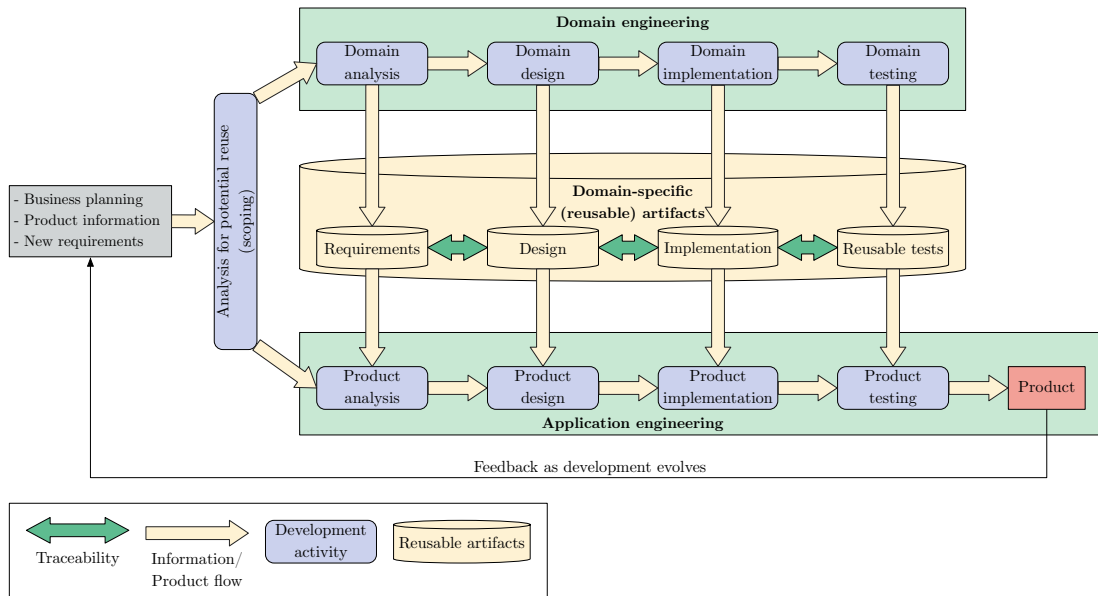 Domain engineering
Domain
analysis
Domain
design
Domain
implementation
Domain
testing
Analysis for potential reuse
(scoping)
- Business planning
- Product information
- New requirements
Domain-specific
(reusable) artifacts
Requirements
Design
Implementation
Reusable tests
Product
analysis
Product
design
Product
implementation
Product
testing
Product
Application engineering
Feedback as development evolves
Traceability
Information/
Product flow
Development
activity
Reusable artifacts